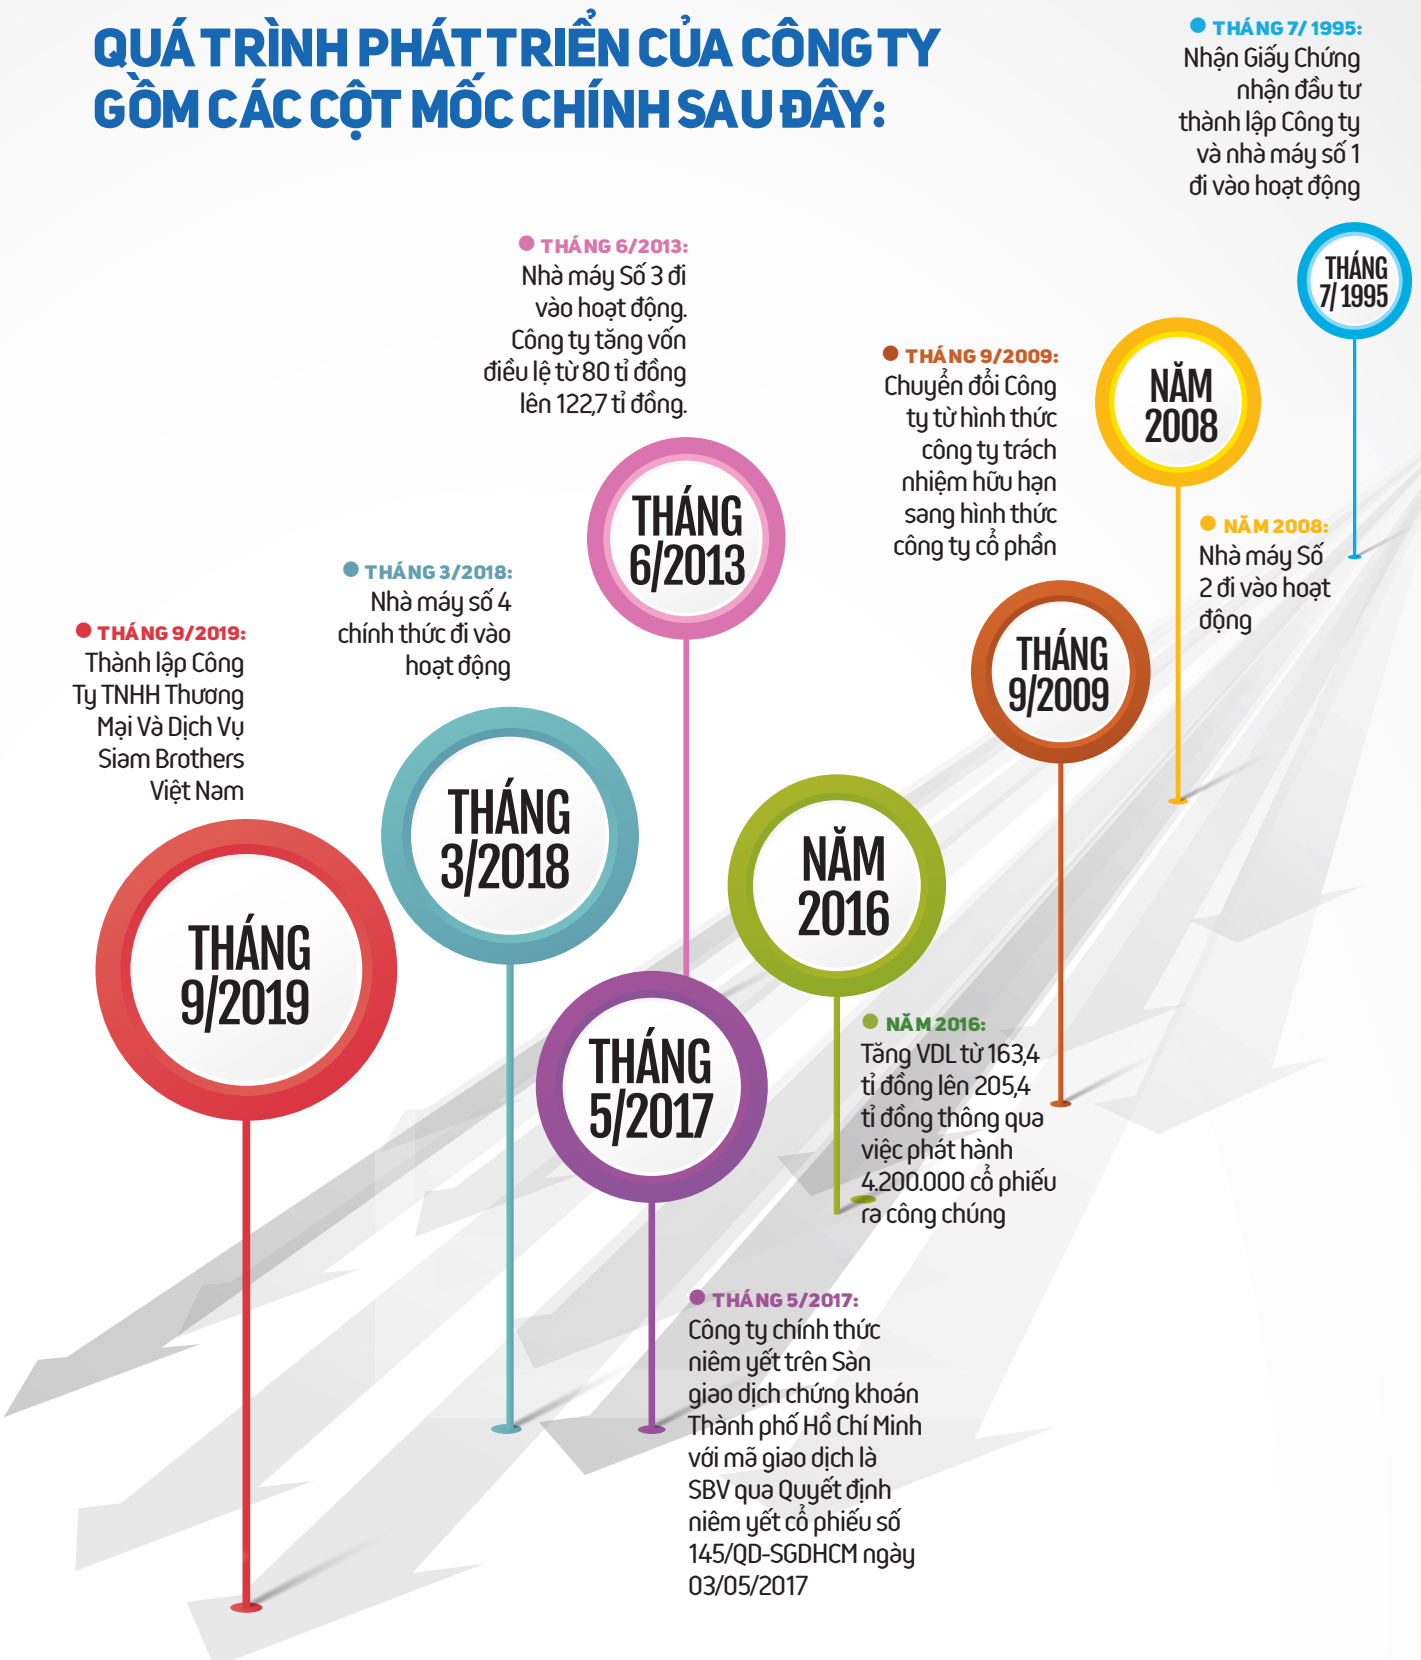 QUÁ TRÌNH PHÁT TRIỂN CỦA CÔNG TY
GỒM CÁC CỘT MỐC CHÍNH SAU ĐÂY:
THÁNG 7/ 1995:
Nhận Giấy Chứng
nhận đầu tư
thành lập Công ty
và nhà máy số 1
đi vào hoạt động
THÁNG
7/ 1995
NĂM
2008
NĂM 2008:
Nhà máy Số
2 đi vào hoạt
động
THÁNG 9/2009:
Chuyển đổi Công
ty từ hình thức
công ty trách
nhiệm hữu hạn
sang hình thức
công ty cổ phần
THÁNG
9/2009
THÁNG 6/2013:
Nhà máy Số 3 đi
vào hoạt động.
Công ty tăng vốn
điều lệ từ 80 tỉ đồng
lên 122,7 tỉ đồng.
THÁNG
6/2013
NĂM
2016
NĂM 2016:
Tăng VDL từ 163,4
tỉ đồng lên 205,4
tỉ đồng thông qua
việc phát hành
4.200.000 cổ phiếu
ra công chúng
THÁNG
5/2017
THÁNG 5/2017:
Công ty chính thức
niêm yết trên Sàn
giao dịch chứng khoán
Thành phố Hồ Chí Minh
với mã giao dịch là
SBV qua Quyết định
niêm yết cổ phiếu số
145/QD-SGDHCM ngày
03/05/2017
THÁNG 3/2018:
Nhà máy số 4
chính thức đi vào
hoạt động
THÁNG
3/2018
THÁNG 9/2019:
Thành lập Công
Ty TNHH Thương
Mại Và Dịch Vụ
Siam Brothers
Việt Nam
THÁNG
9/2019